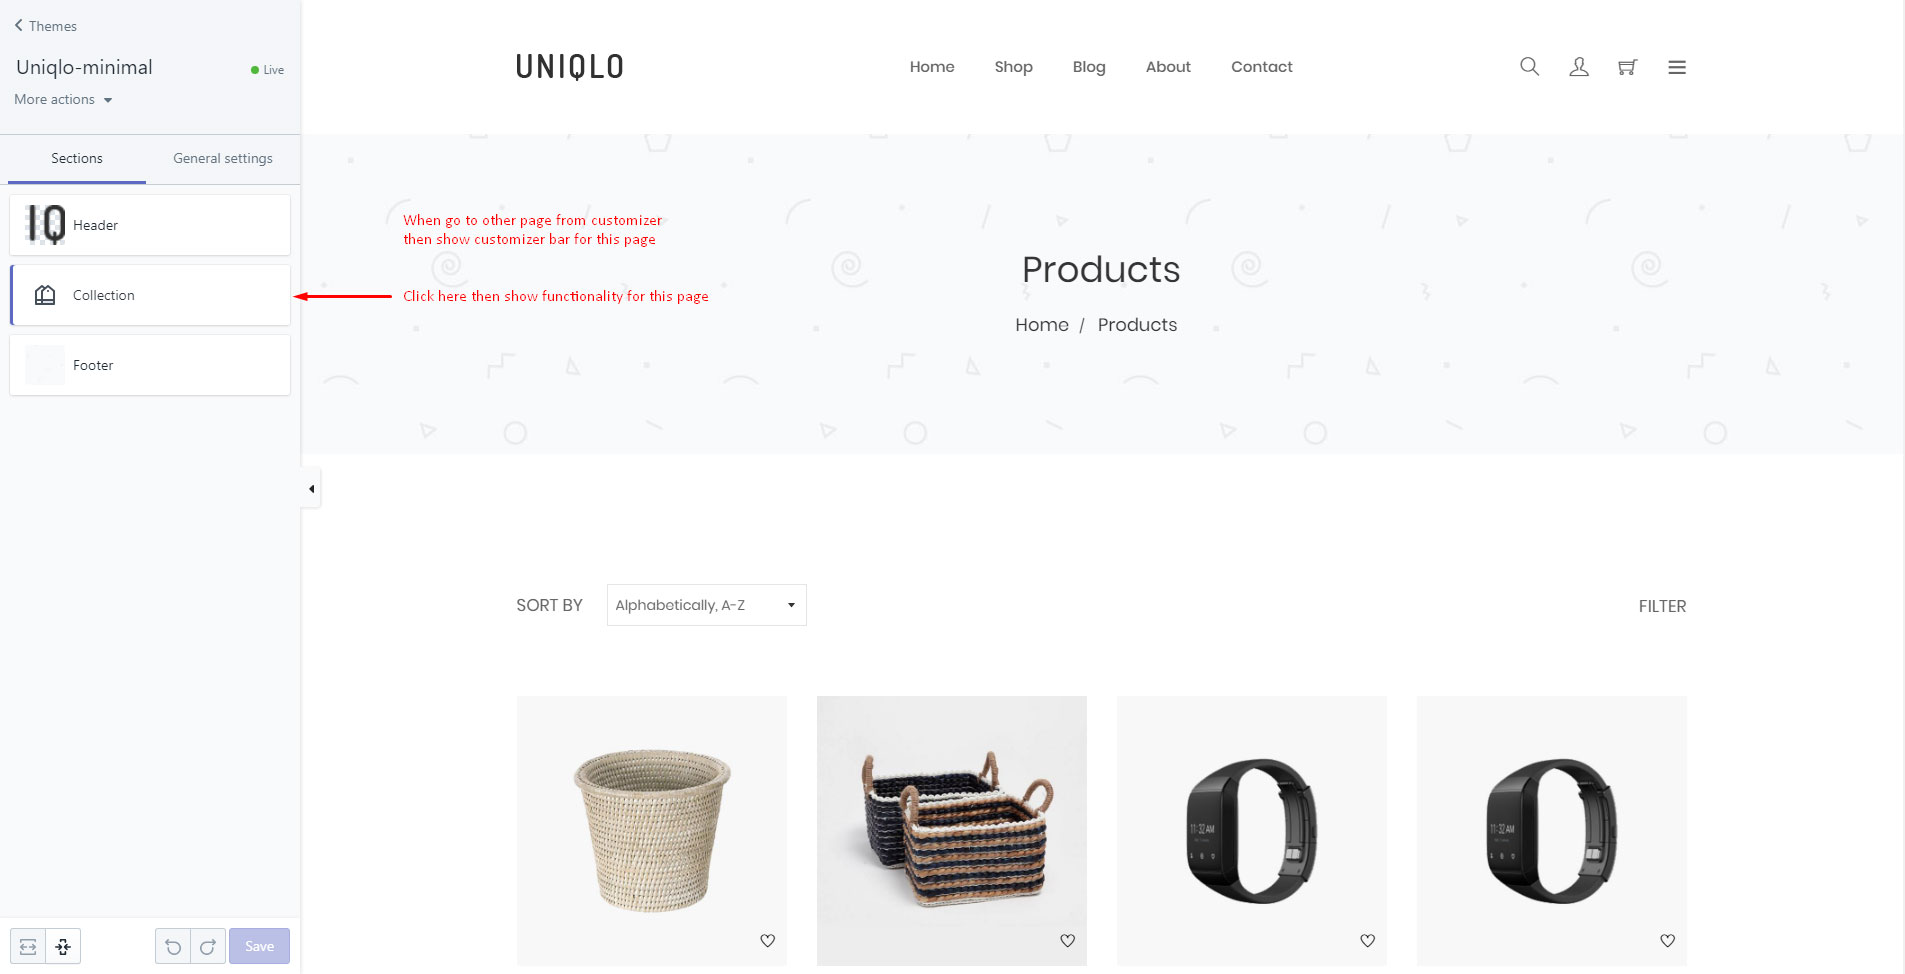 Themes
Uniqlo-minimal
Live
More actions
Sections
General settings
IQ
Header
Collection
Footer
Save
UNIQLO
Home
Shop
Blog
About
Contact
When go to other page from customizer
then show customizer bar for this page
Click here then show functionality for this page
Products
Home / Products
SORT BY
Alphabetically, A-Z
FILTER
11:32 AM
11:32 AM